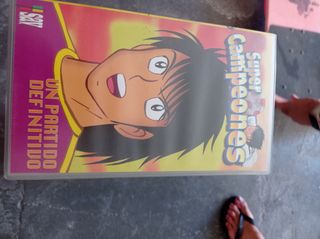 SUPER
Campeones
UN PARTIDO
DEFINITIVO